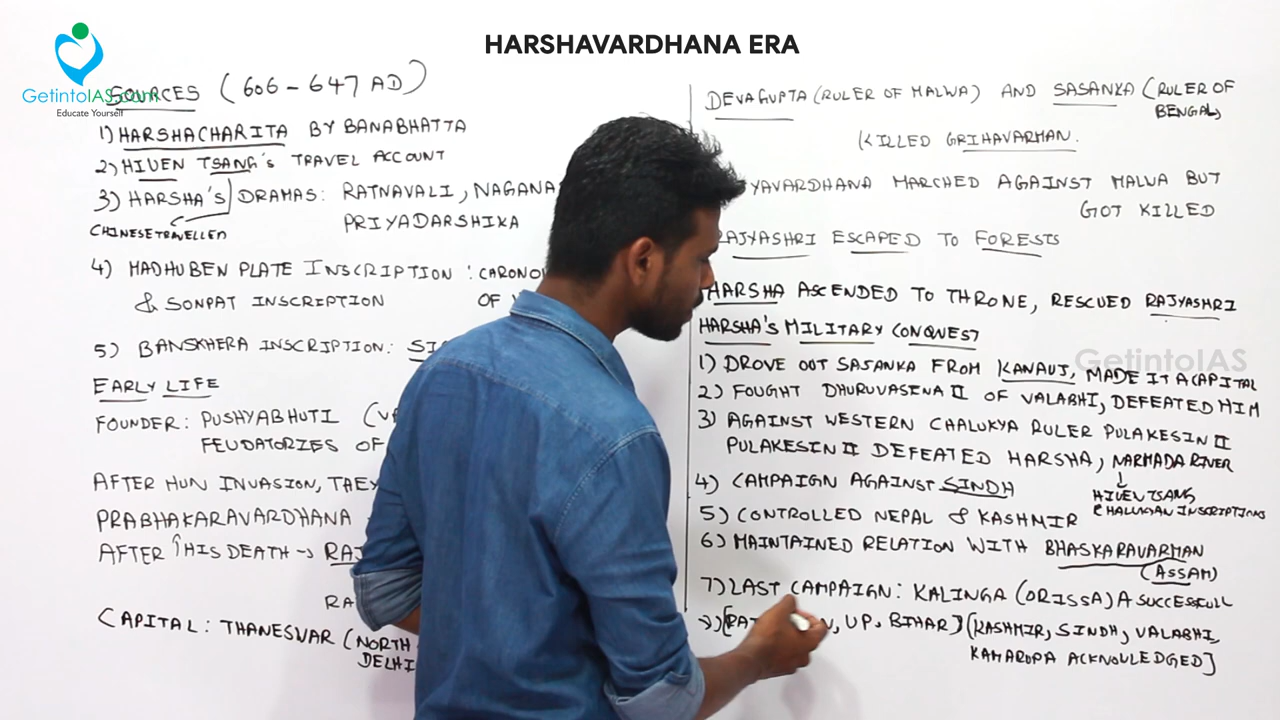 HARSHAVARDHANA ERA
GetintoIAS.com
Educate Yourself
SOURCES (606 - 647 AD)
1) HARSHACHARITA BY BANABHATTA
2) HIUEN TSANG'S TRAVEL ACCOUNT
3) HARSHA'S DRAMAS: RATNAVALI, NAGANA
CHINESE TRAVELLER
PRIYADARSHIKA
4) MADHUBEN PLATE INSCRIPTION :
& SONPAT INSCRIPTION OF
5) BANSKHERA INSCRIPTION:
EARLY LIFE
FOUNDER: PUSHYABHUTI
FEUDATORIES OF
AFTER HUN INVASION, THEY
PRABHAKARAVARDHANA
AFTER HIS DEATH → RAJ
RA
CAPITAL: THANESWAR (NORTH
DELHI
DEVAGUPTA (RULER OF MALWA) AND SASANKA (RULER OF
BENGAL)
KILLED GRIHAVARMAN.
YAVARDHANA MARCHED AGAINST MALWA BUT
GOT KILLED
RAJYASHRI ESCAPED TO FORESTS
HARSHA ASCENDED TO THRONE, RESCUED RAJYASHRI
HARSHA'S MILITARY CONQUEST
GetintoIAS
1) DROVE OUT SASANKA FROM KANAUJ, MADE IT A CAPITAL
2) FOUGHT DHURUVASINA II OF VALABHI, DEFEATED HIM
3) AGAINST WESTERN CHALUKYA RULER PULAKESIN II
PULAKESIN II DEFEATED HARSHA, NARMADA RIVER
↓
HIUEN TSANG
CHALUKYAN INSCRIPTIONS
4) CAMPAIGN AGAINST SINDH
5) CONTROLLED NEPAL & KASHMIR
6) MAINTAINED RELATION WITH BHASKARAVARMAN
(ASSAM)
7) LAST CAMPAIGN: KALINGA (ORISSA) A SUCCESSFULL
, UP, BIHAR] [KASHMIR, SINDH, VALABHI,
KAMARUPA ACKNOWLEDGED]